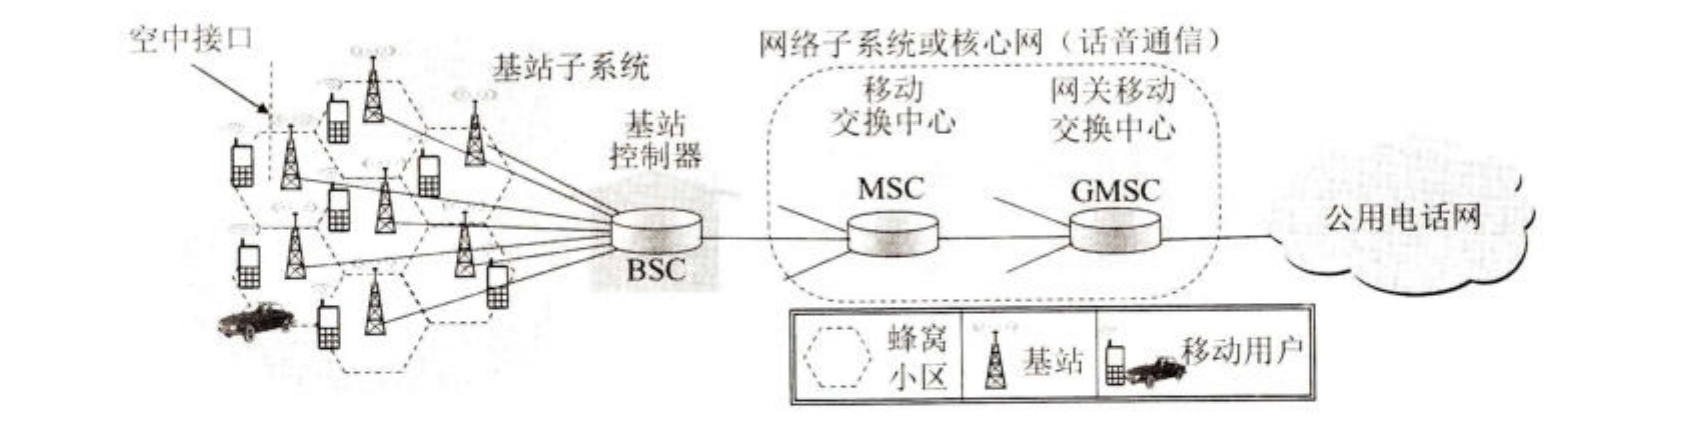 空中接口
基站子系统
基站
控制器
BSC
网络子系统或核心网（话音通信）
移动
交换中心
MSC
网关移动
交换中心
GMSC
公用电话网
蜂窝
小区
基站
移动用户